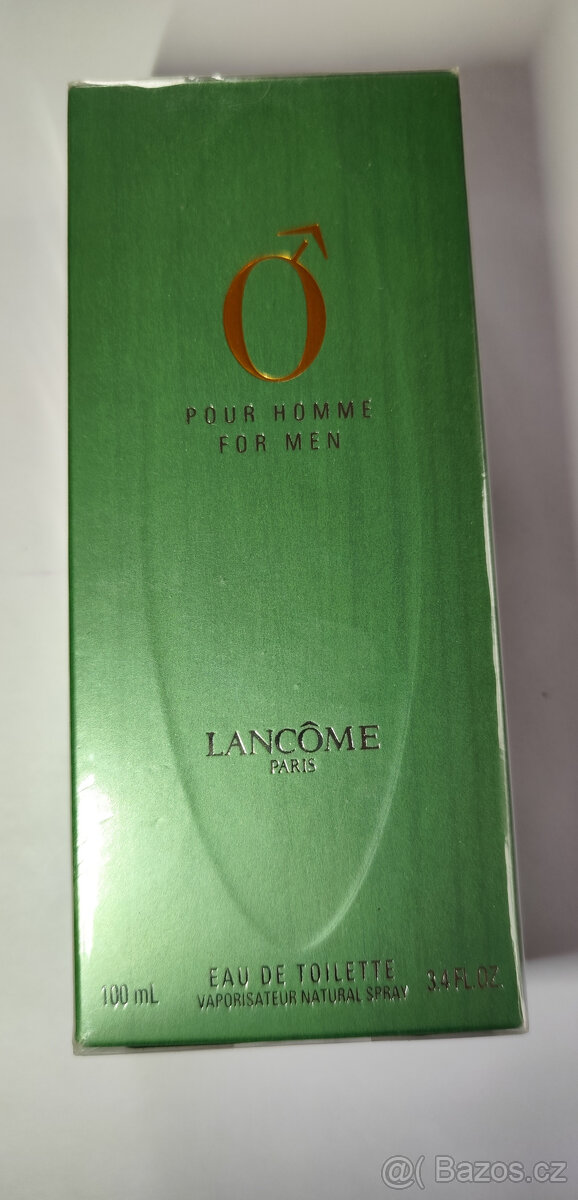 O
POUR HOMME
FOR MEN
LANCÔME
PARIS
100 mL EAU DE TOILETTE 3.4 FL.OZ.
VAPORISATEUR NATURAL SPRAY
@( Bazos.cz